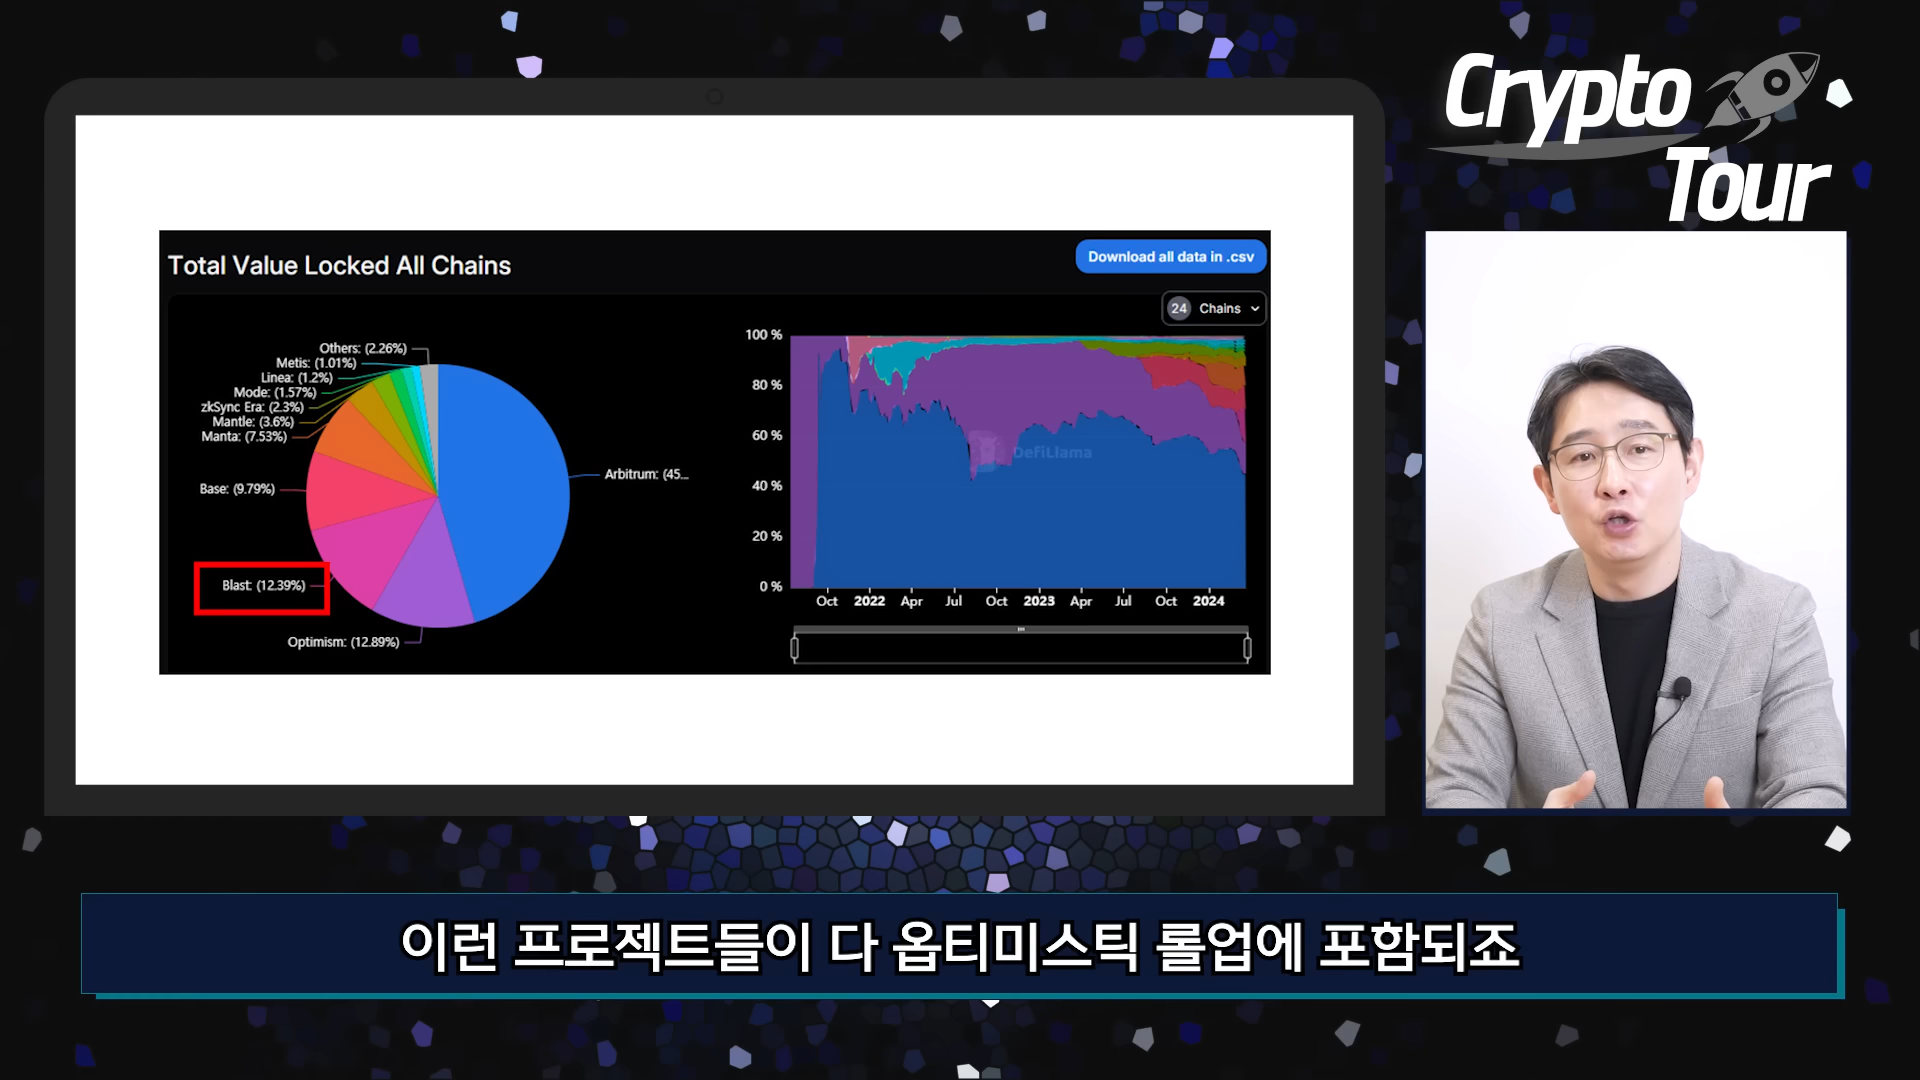 Crypto
Tour
Total Value Locked All Chains
Download all data in .csv
24 Chains
Others: (2.26%)
Metis: (1.01%)
Linea: (1.2%)
Mode: (1.57%)
zkSync Era: (2.3%)
Mantle: (3.6%)
Manta: (7.53%)
Base: (9.79%)
Blast: (12.39%)
Optimism: (12.89%)
Arbitrum: (45...
100 %
80 %
60 %
40 %
20 %
0 %
DefiLlama
Oct 2022 Apr Jul Oct 2023 Apr Jul Oct 2024
이런 프로젝트들이 다 옵티미스틱 롤업에 포함되죠